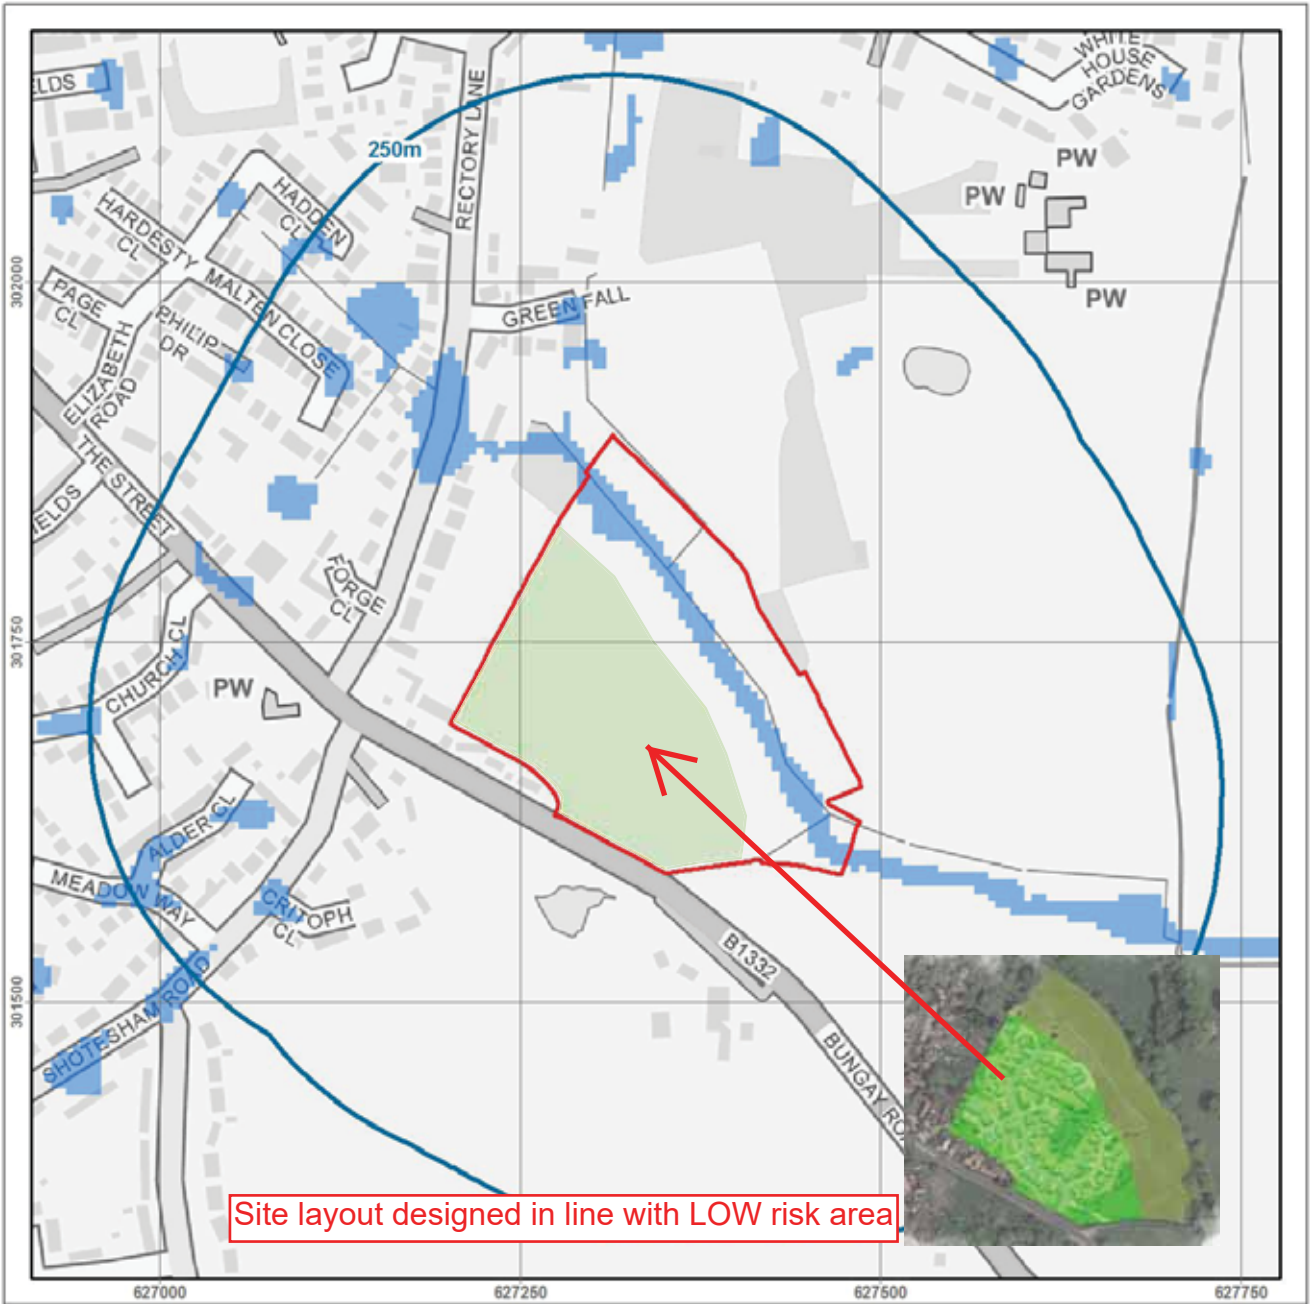 WHITE
HOUSE
GARDENS
ELDS
RECTORY LANE
250m
PW
PW
HADDEN
CL
HARDESTY
CL
302000
PAGE
CL
MALTEN CLOSE
PHILIP
DR
GREEN FALL
PW
ELIZABETH
ROAD
THE STREET
IELDS
FORGE
CL
301750
CHURCH CL
PW
ALDER CL
MEADOW WAY
CRITOPH
CL
B1332
301500
SHOTESHAM ROAD
BUNGAY RO
Site layout designed in line with LOW risk area
627000
627250
627500
627750